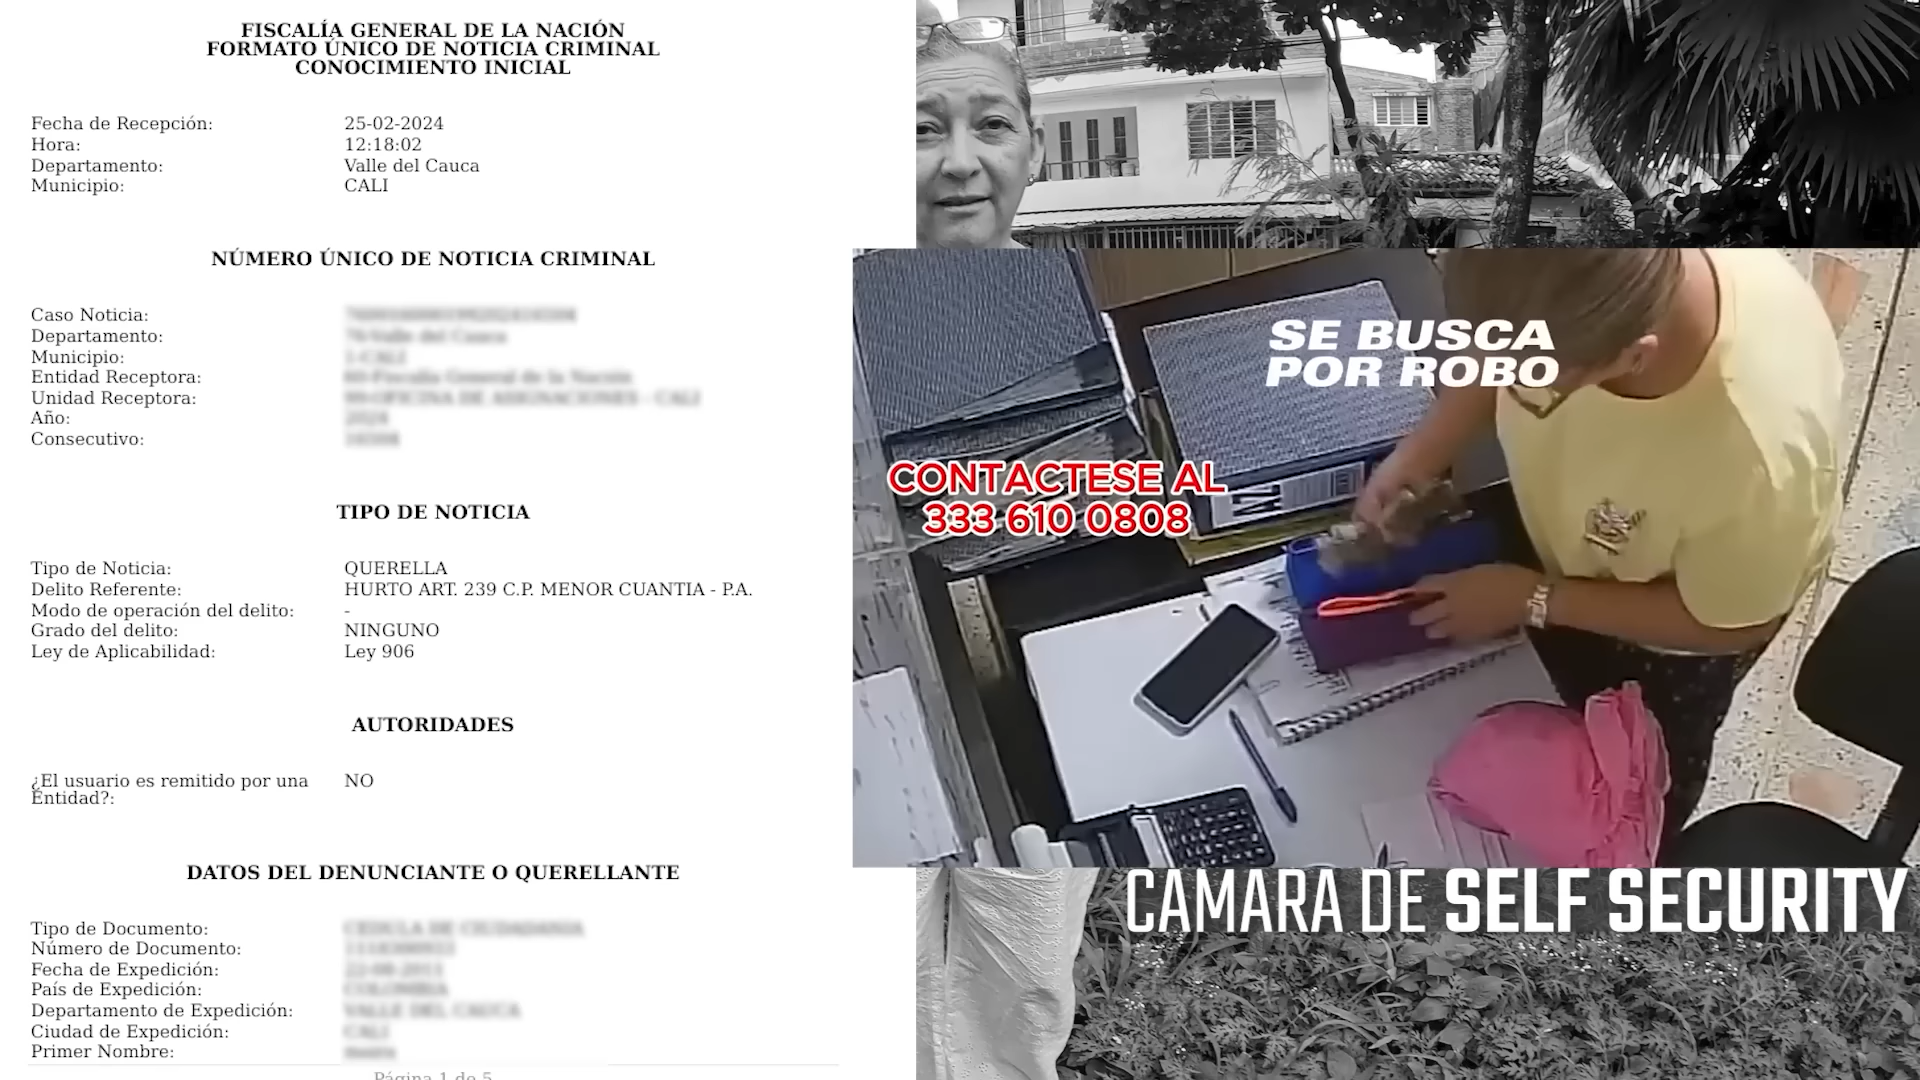 FISCALÍA GENERAL DE LA NACIÓN
FORMATO ÚNICO DE NOTICIA CRIMINAL
CONOCIMIENTO INICIAL
Fecha de Recepción: 25-02-2024
Hora: 12:18:02
Departamento: Valle del Cauca
Municipio: CALI
NÚMERO ÚNICO DE NOTICIA CRIMINAL
Caso Noticia:
Departamento:
Municipio:
Entidad Receptora:
Unidad Receptora:
Año:
Consecutivo:
TIPO DE NOTICIA
Tipo de Noticia: QUERELLA
Delito Referente: HURTO ART. 239 C.P. MENOR CUANTIA - P.A.
Modo de operación del delito: -
Grado del delito: NINGUNO
Ley de Aplicabilidad: Ley 906
AUTORIDADES
¿El usuario es remitido por una NO
Entidad?:
DATOS DEL DENUNCIANTE O QUERELLANTE
Tipo de Documento:
Número de Documento:
Fecha de Expedición:
País de Expedición:
Departamento de Expedición:
Ciudad de Expedición:
Primer Nombre:
Página 1 de 5
SE BUSCA
POR ROBO
CONTACTESE AL
333 610 0808
CAMARA DE SELF SECURITY